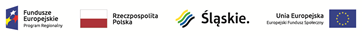 Fundusze
Europejskie
Program Regionalny
Rzeczpospolita
Polska
Śląskie.
Unia Europejska
Europejski Fundusz Społeczny